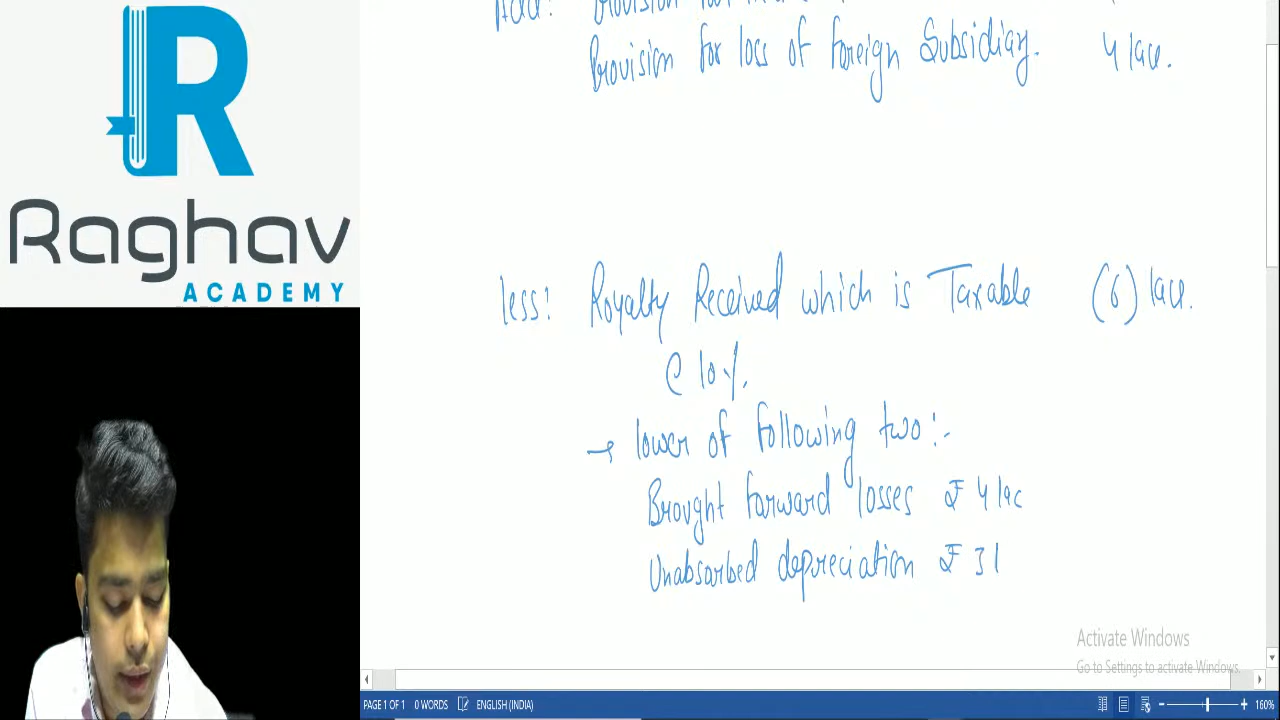 Add:
Provision for loss of foreign Subsidiary. 4 lac.
Raghav
ACADEMY
less: Royalty Received which is Taxable (6) lac.
@ 10%.
→ lower of following two:-
Brought forward losses ₹ 4 lac
Unabsorbed depreciation ₹ 3 l
Activate Windows
Go to Settings to activate Windows.
PAGE 1 OF 1 0 WORDS ENGLISH (INDIA) 160%